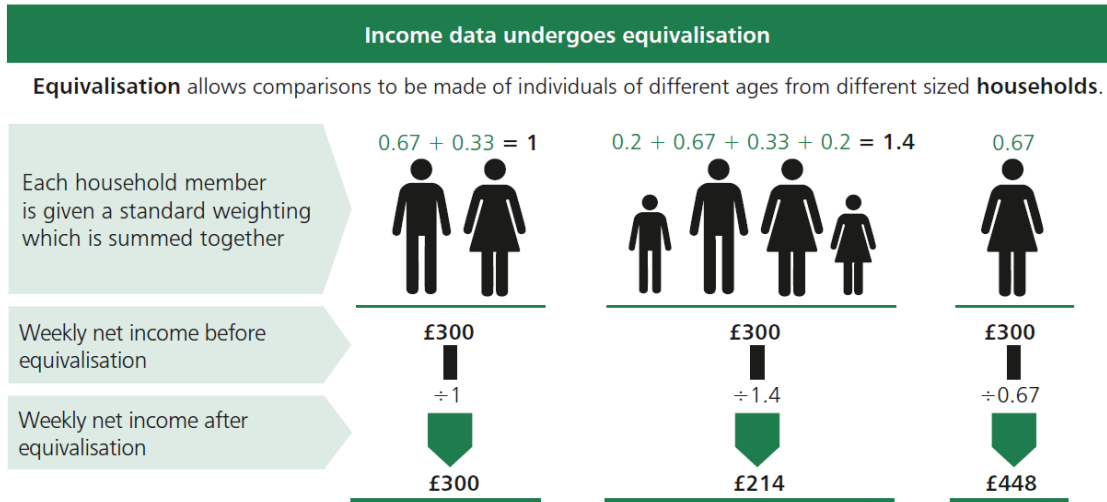 Income data undergoes equivalisation
Equivalisation allows comparisons to be made of individuals of different ages from different sized households.
Each household member
is given a standard weighting
which is summed together
0.67 + 0.33 = 1
0.2 + 0.67 + 0.33 + 0.2 = 1.4
0.67
Weekly net income before
equivalisation
£300
£300
£300
÷1
÷1.4
÷0.67
Weekly net income after
equivalisation
£300
£214
£448